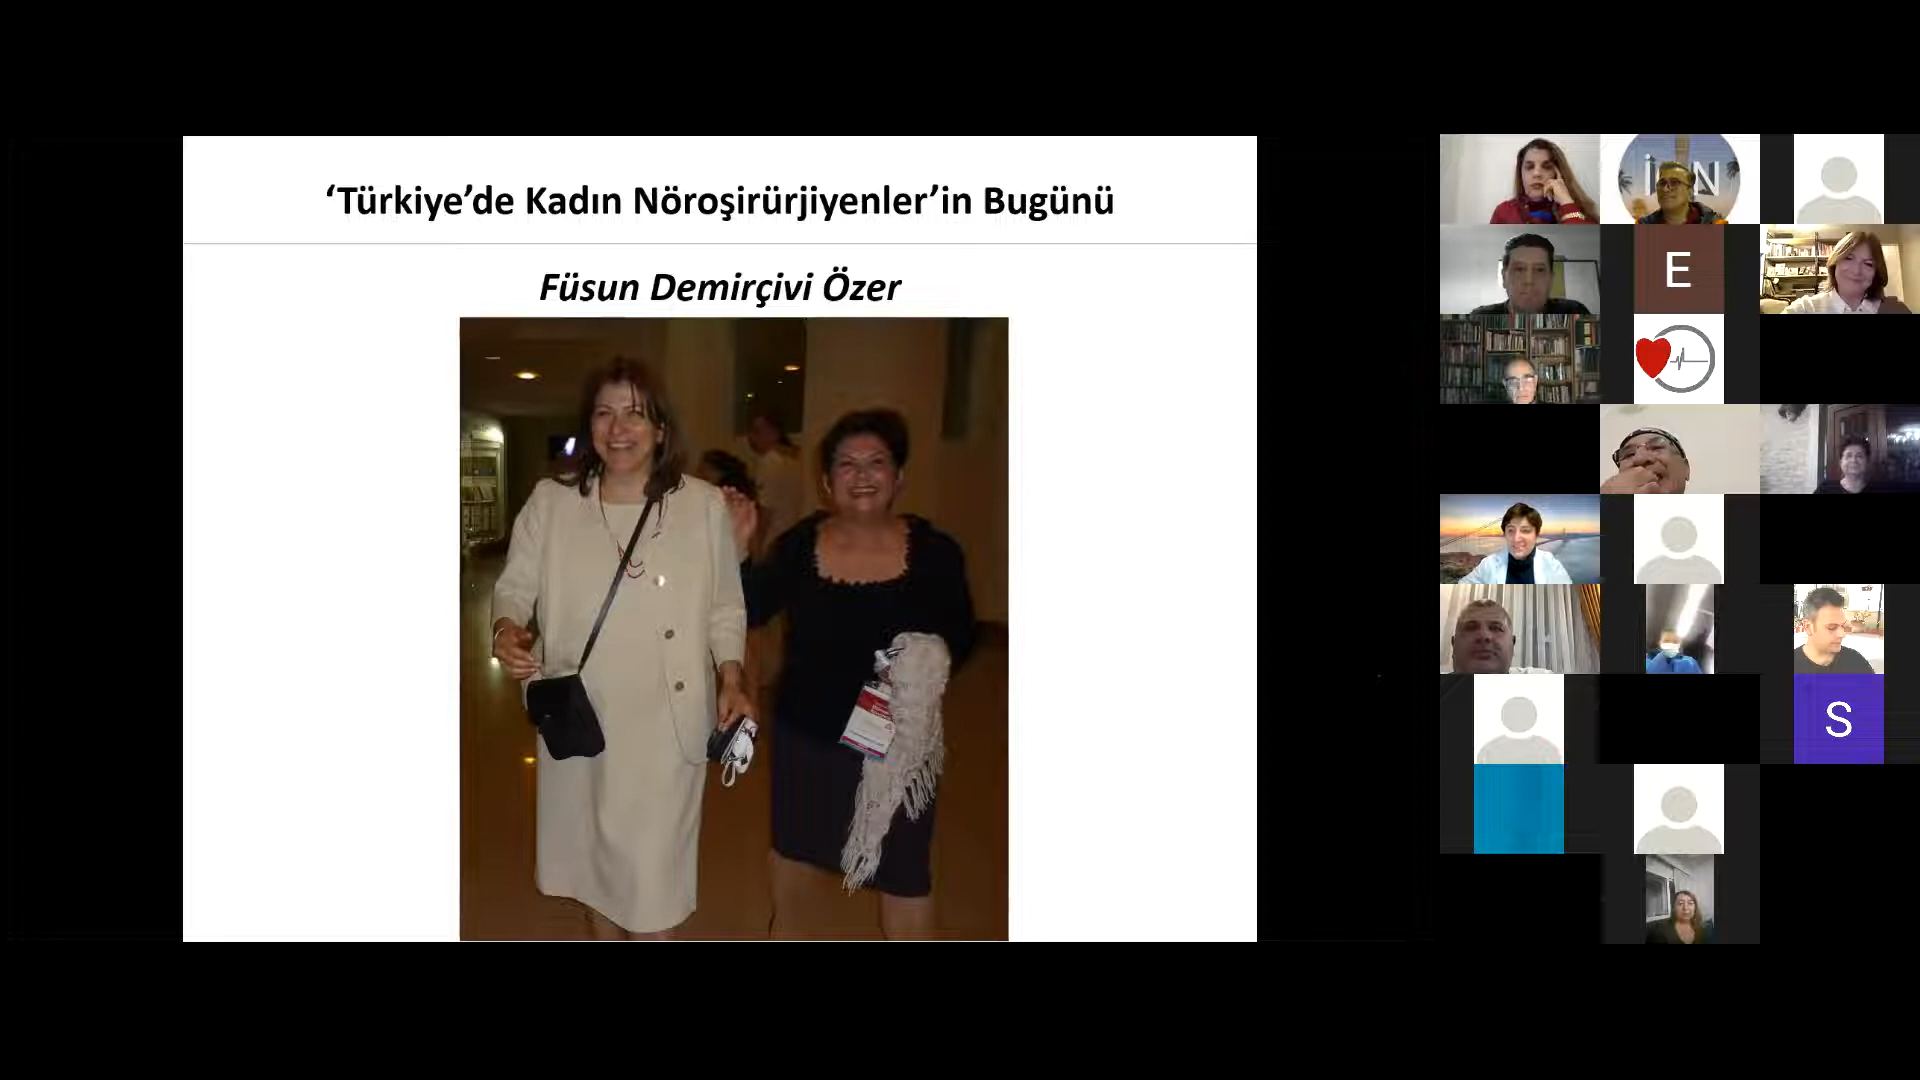 ‘Türkiye’de Kadın Nöroşirürjiyenler’in Bugünü
Füsun Demirçivi Özer
E
S